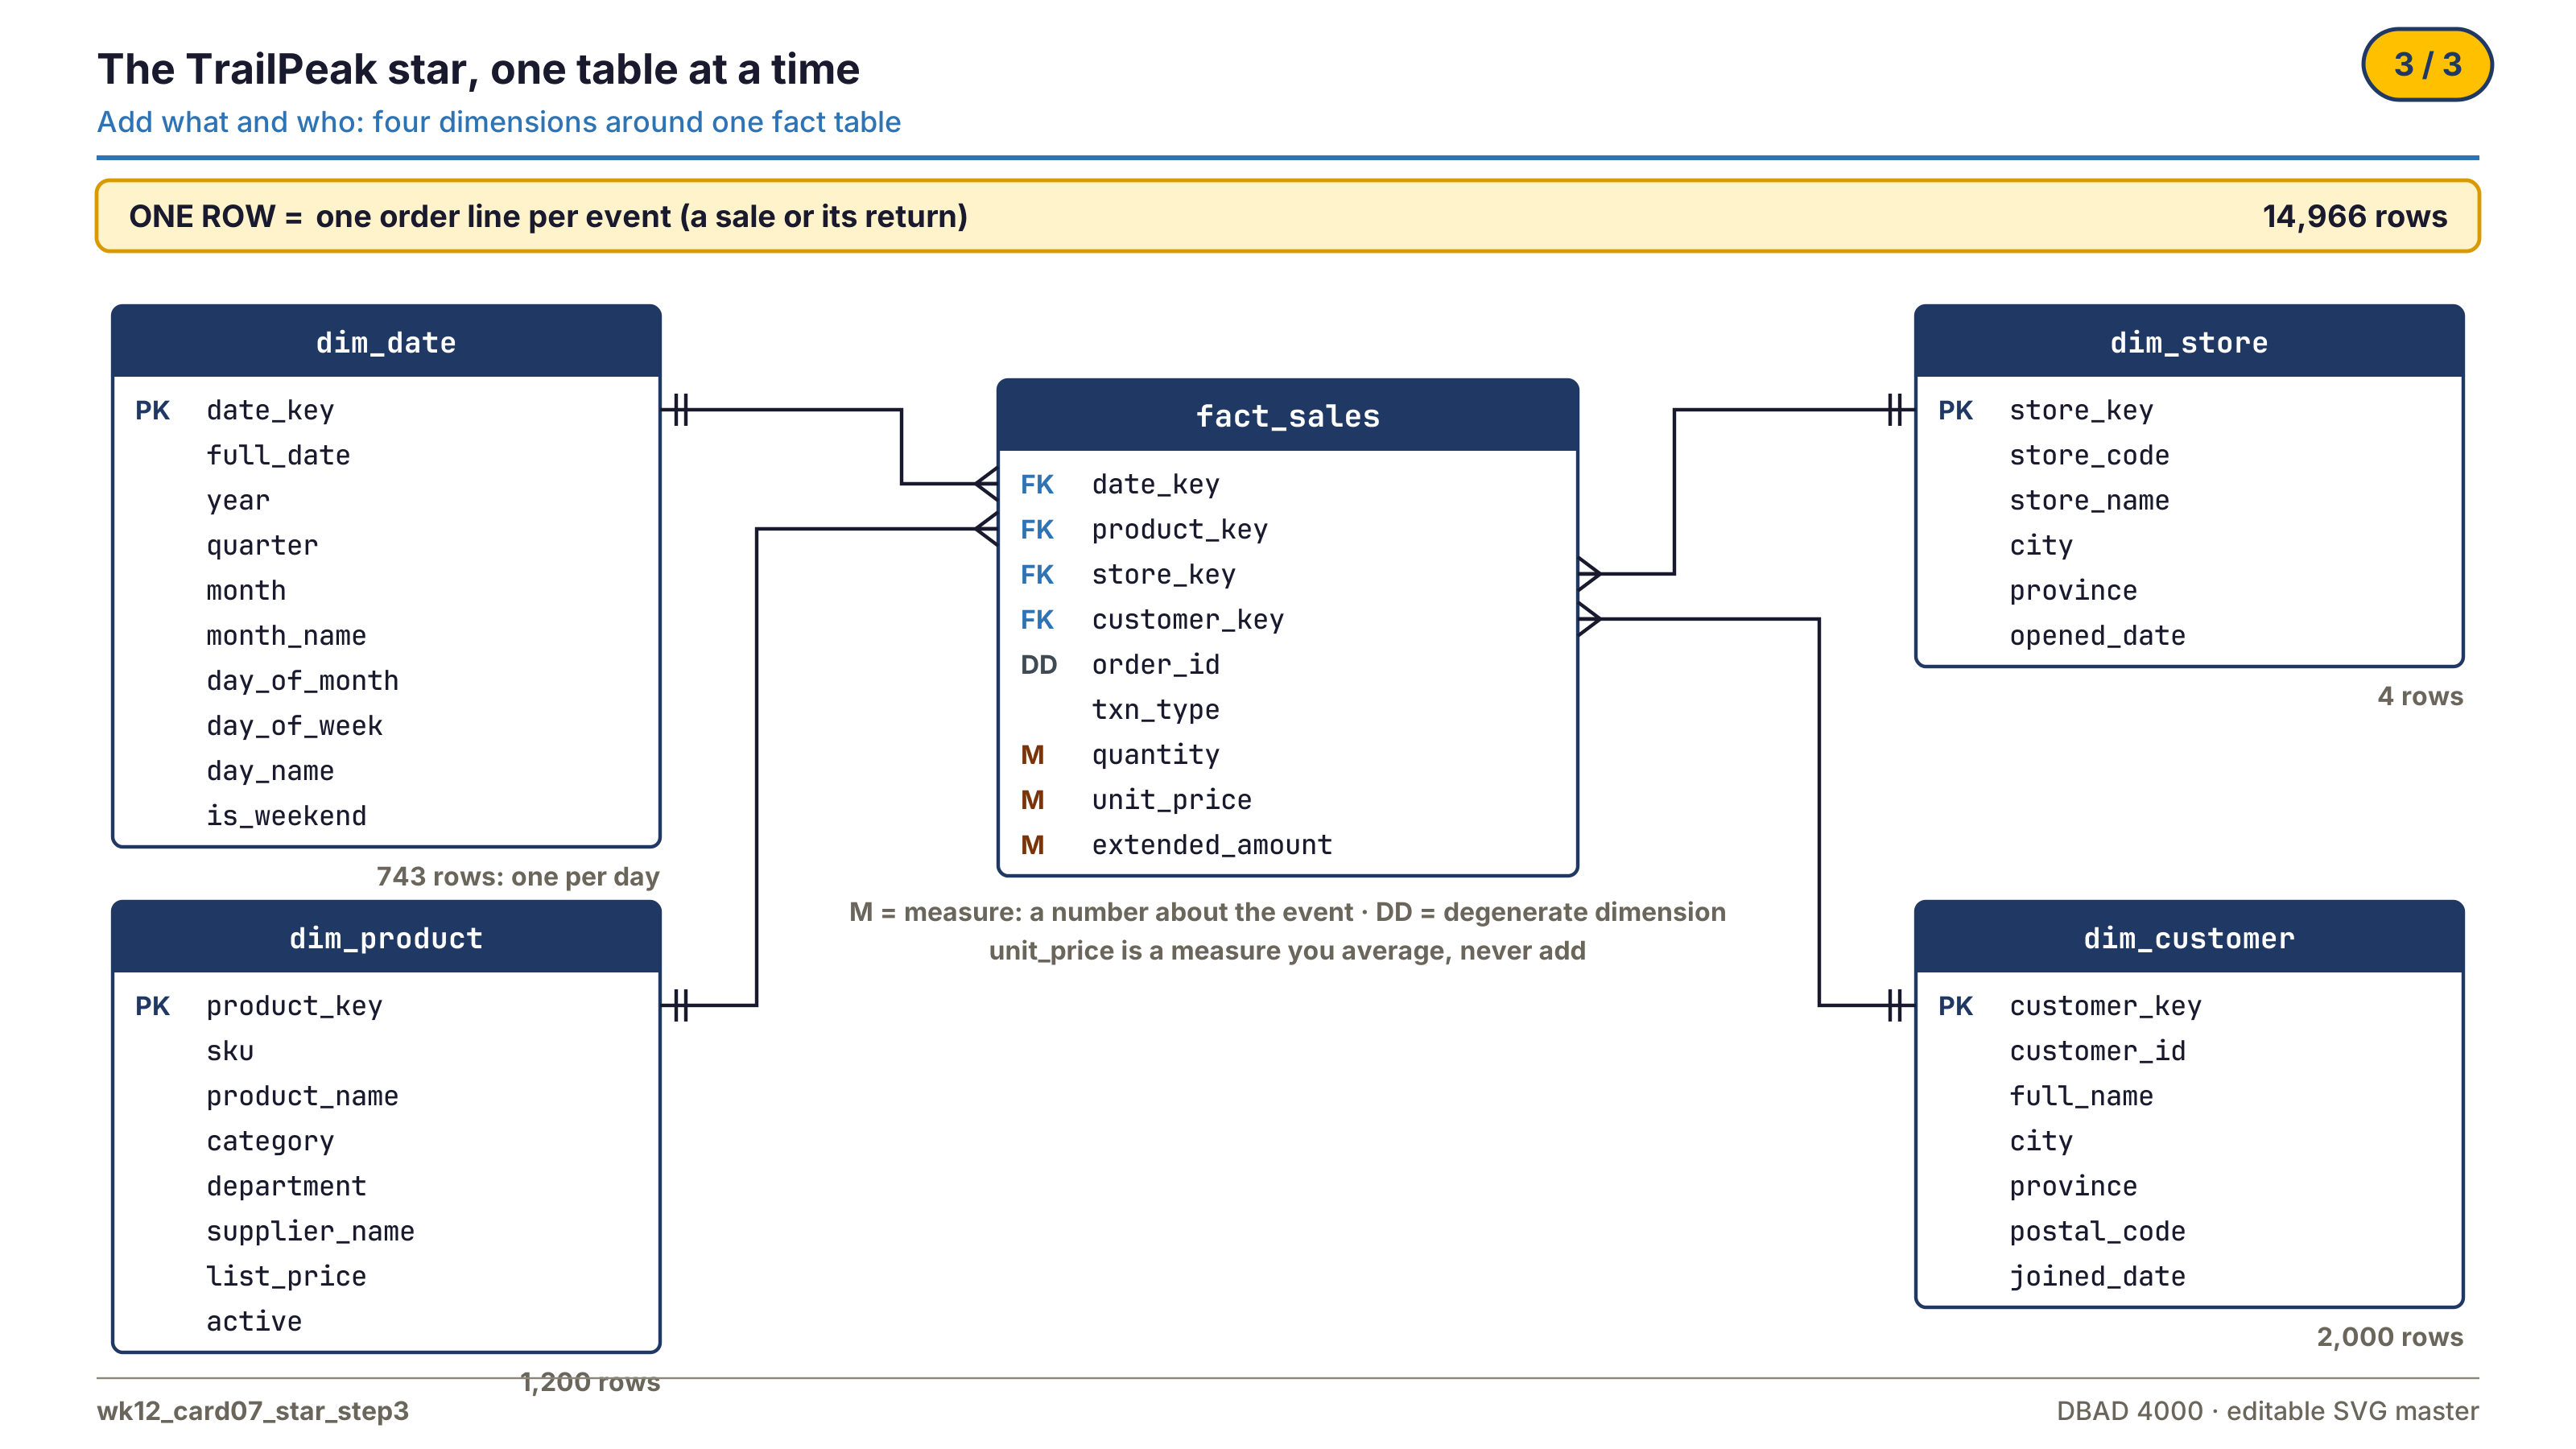 The TrailPeak star, one table at a time
3 / 3
Add what and who: four dimensions around one fact table
ONE ROW = one order line per event (a sale or its return)
14,966 rows
dim_date
PK date_key
full_date
year
quarter
month
month_name
day_of_month
day_of_week
day_name
is_weekend
743 rows: one per day
dim_product
PK product_key
sku
product_name
category
department
supplier_name
list_price
active
1,200 rows
fact_sales
FK date_key
FK product_key
FK store_key
FK customer_key
DD order_id
txn_type
M quantity
M unit_price
M extended_amount
M = measure: a number about the event · DD = degenerate dimension
unit_price is a measure you average, never add
dim_store
PK store_key
store_code
store_name
city
province
opened_date
4 rows
dim_customer
PK customer_key
customer_id
full_name
city
province
postal_code
joined_date
2,000 rows
wk12_card07_star_step3
DBAD 4000 · editable SVG master